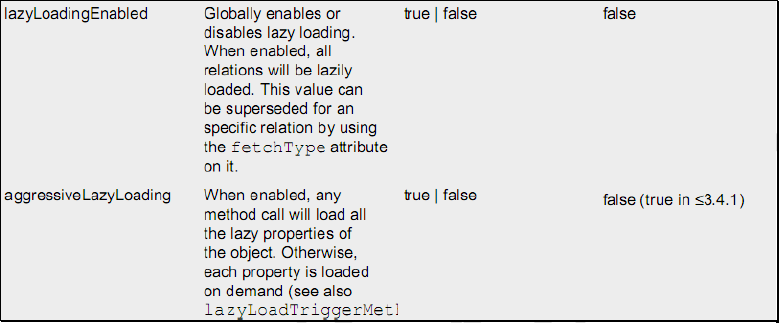 lazyLoadingEnabled Globally enables or true | false false
disables lazy loading.
When enabled, all
relations will be lazily
loaded. This value can
be superseded for an
specific relation by using
the fetchType attribute
on it.
aggressiveLazyLoading When enabled, any true | false false (true in ≤3.4.1)
method call will load all
the lazy properties of
the object. Otherwise,
each property is loaded
on demand (see also